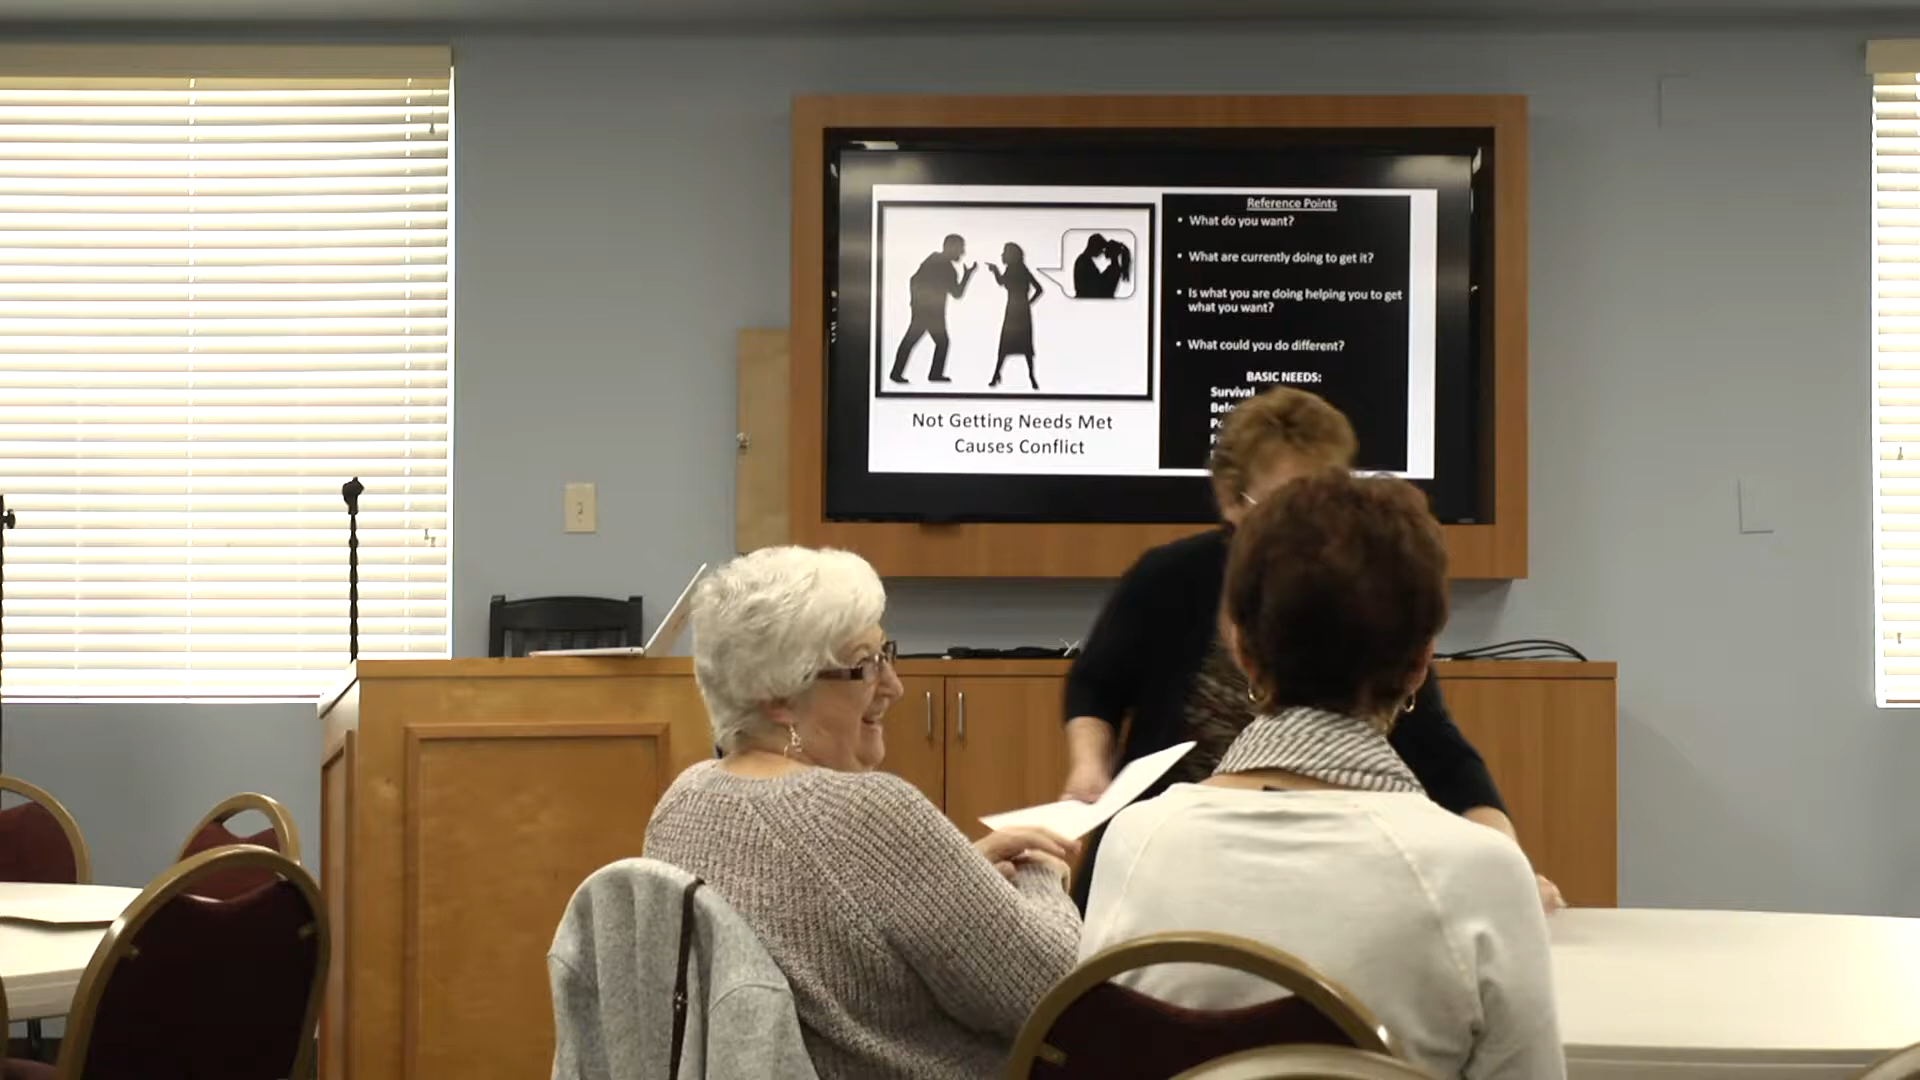 Not Getting Needs Met
Causes Conflict
Reference Points
• What do you want?
• What are currently doing to get it?
• Is what you are doing helping you to get
what you want?
• What could you do different?
BASIC NEEDS:
Survival